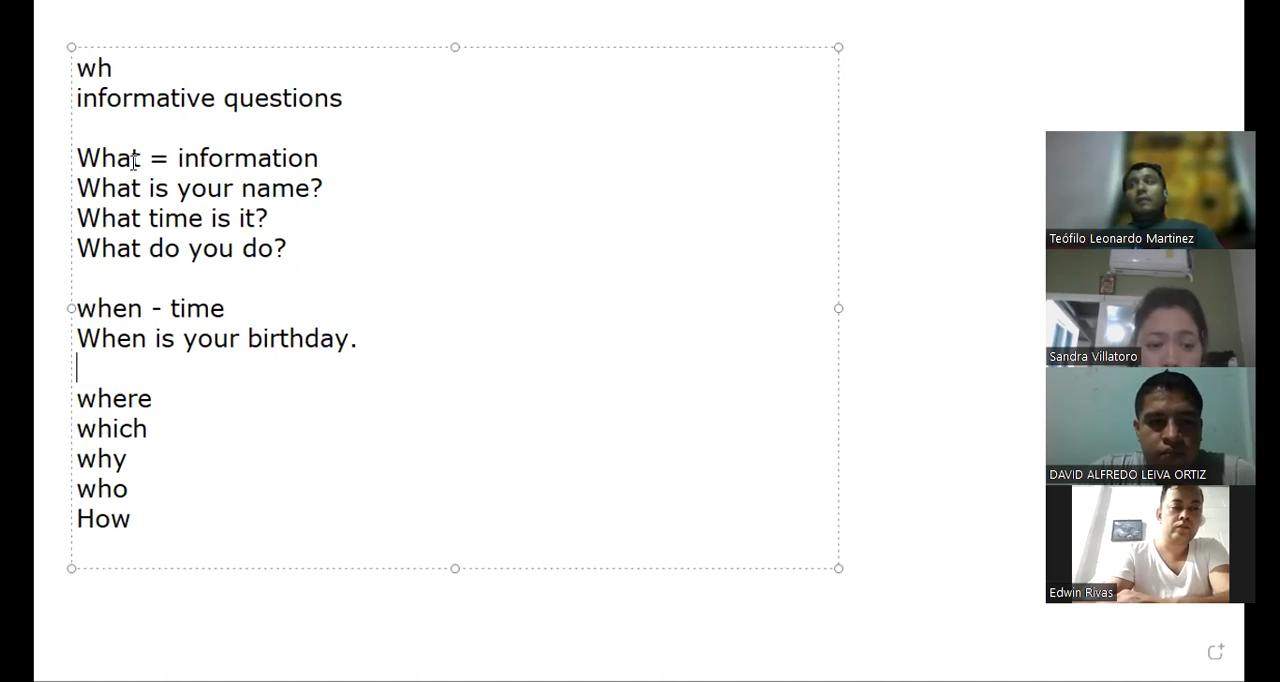 wh
informative questions
What = information
What is your name?
What time is it?
What do you do?
when - time
When is your birthday.
where
which
why
who
How
Teófilo Leonardo Martinez
Sandra Villatoro
DAVID ALFREDO LEIVA ORTIZ
Edwin Rivas